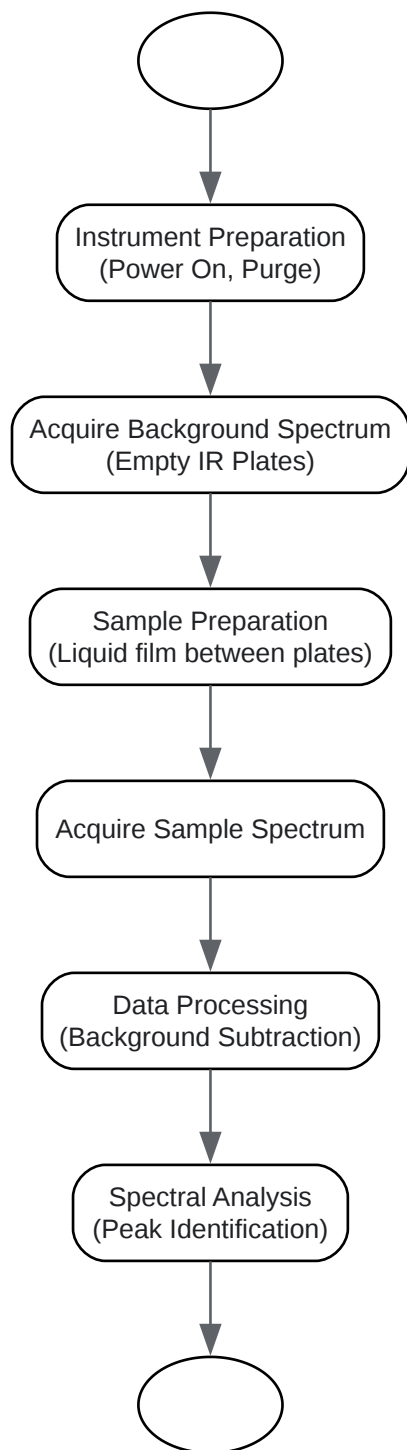 Instrument Preparation
(Power On, Purge)
Acquire Background Spectrum
(Empty IR Plates)
Sample Preparation
(Liquid film between plates)
Acquire Sample Spectrum
Data Processing
(Background Subtraction)
Spectral Analysis
(Peak Identification)